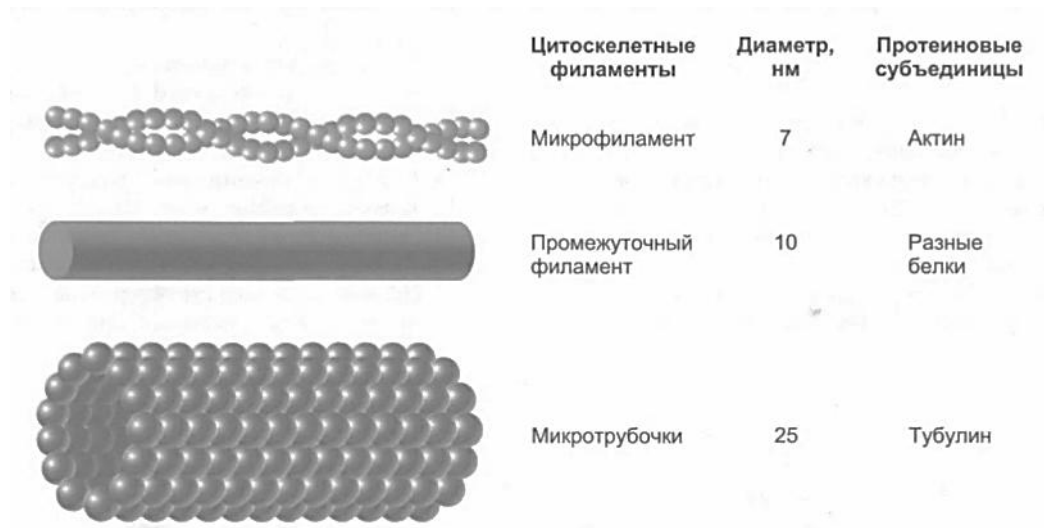 Цитоскелетные филаменты
Диаметр, нм
Протеиновые субъединицы
Микрофиламент 7 Актин
Промежуточный филамент 10 Разные белки
Микротрубочки 25 Тубулин